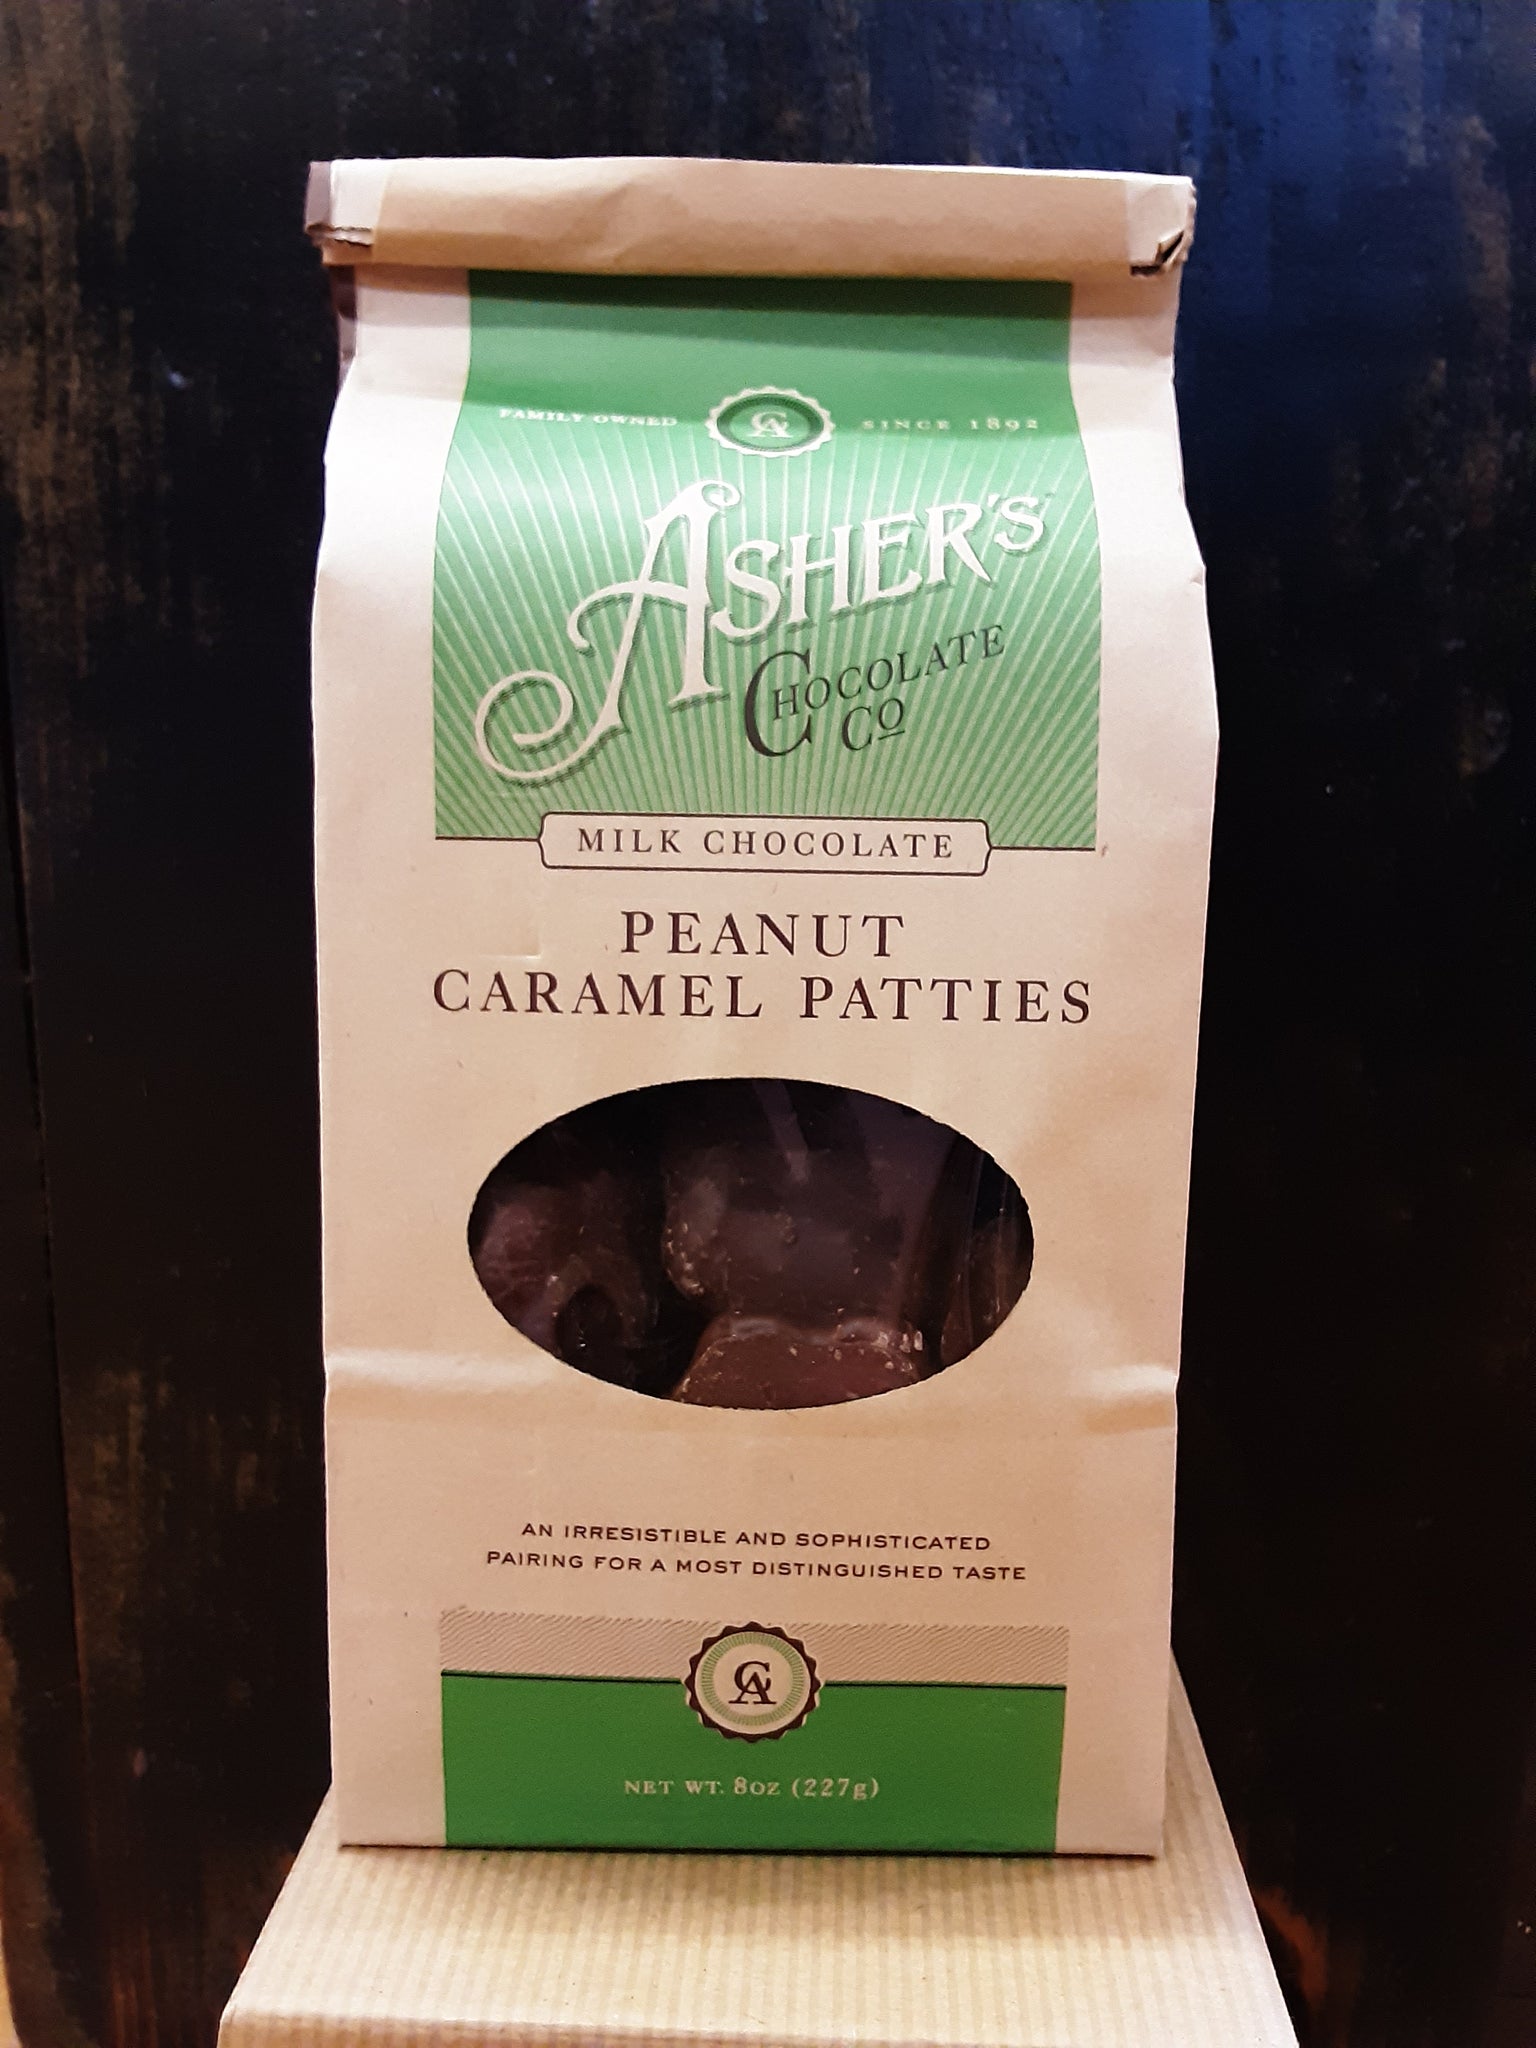 FAMILY OWNED CA SINCE 1892
ASHER'S
CHOCOLATE
CO
MILK CHOCOLATE
PEANUT
CARAMEL PATTIES
AN IRRESISTIBLE AND SOPHISTICATED
PAIRING FOR A MOST DISTINGUISHED TASTE
CA
NET WT. 8OZ (227g)